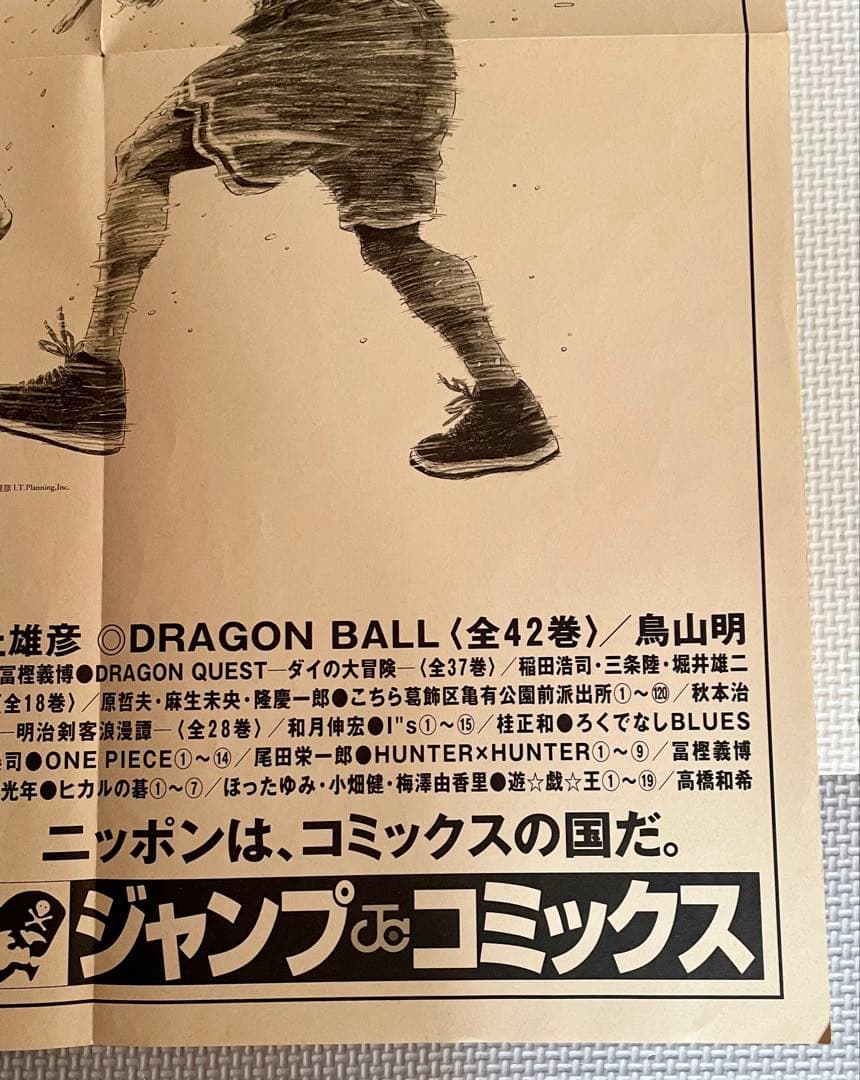 彦 I.T.Planning,Inc.
雄彦 ◎DRAGON BALL〈全42巻〉／鳥山明
冨樫義博●DRAGON QUEST―ダイの大冒険―〈全37巻〉／稲田浩司・三条陸・堀井雄二
〈全18巻〉／原哲夫・麻生未央・隆慶一郎●こちら葛飾区亀有公園前派出所①〜⑫⓪／秋本治
―明治剣客浪漫譚―〈全28巻〉／和月伸宏●I"s①〜⑮／桂正和●ろくでなしBLUES
司●ONE PIECE①〜⑭／尾田栄一郎●HUNTER×HUNTER①〜⑨／冨樫義博
光年●ヒカルの碁①〜⑦／ほったゆみ・小畑健・梅澤由香里●遊☆戯☆王①〜⑲／高橋和希
ニッポンは、コミックスの国だ。
ジャンプJCコミックス